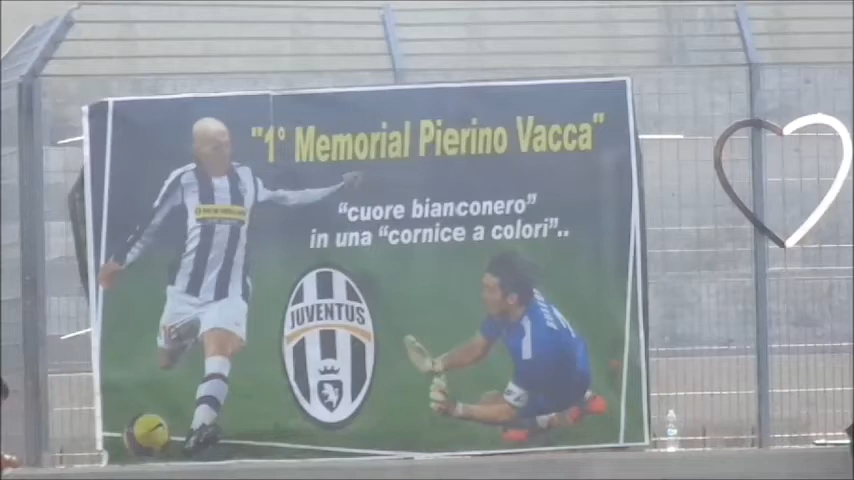 "1° Memorial Pierino Vacca"
"cuore bianconero"
in una "cornice a colori"..
JUVENTUS